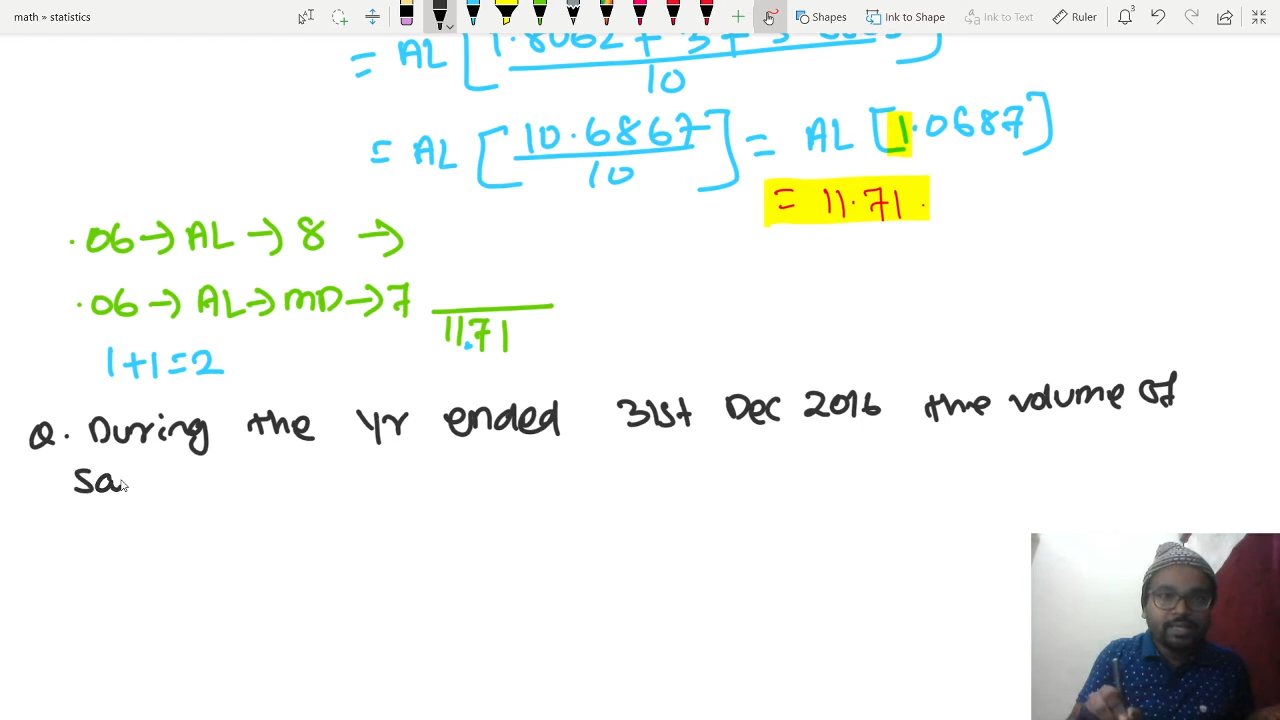 math » statistics
Shapes
Ink to Shape
Ink to Text
Ruler
3
= AL [
10
= AL [10.6867 / 10] = AL [1.0687]
= 11.71.
.06 → AL → 8 →
.06 → AL → MD → 7
11.71
1+1=2
Q. During the yr ended 31st Dec 2016 the volume of
Sa